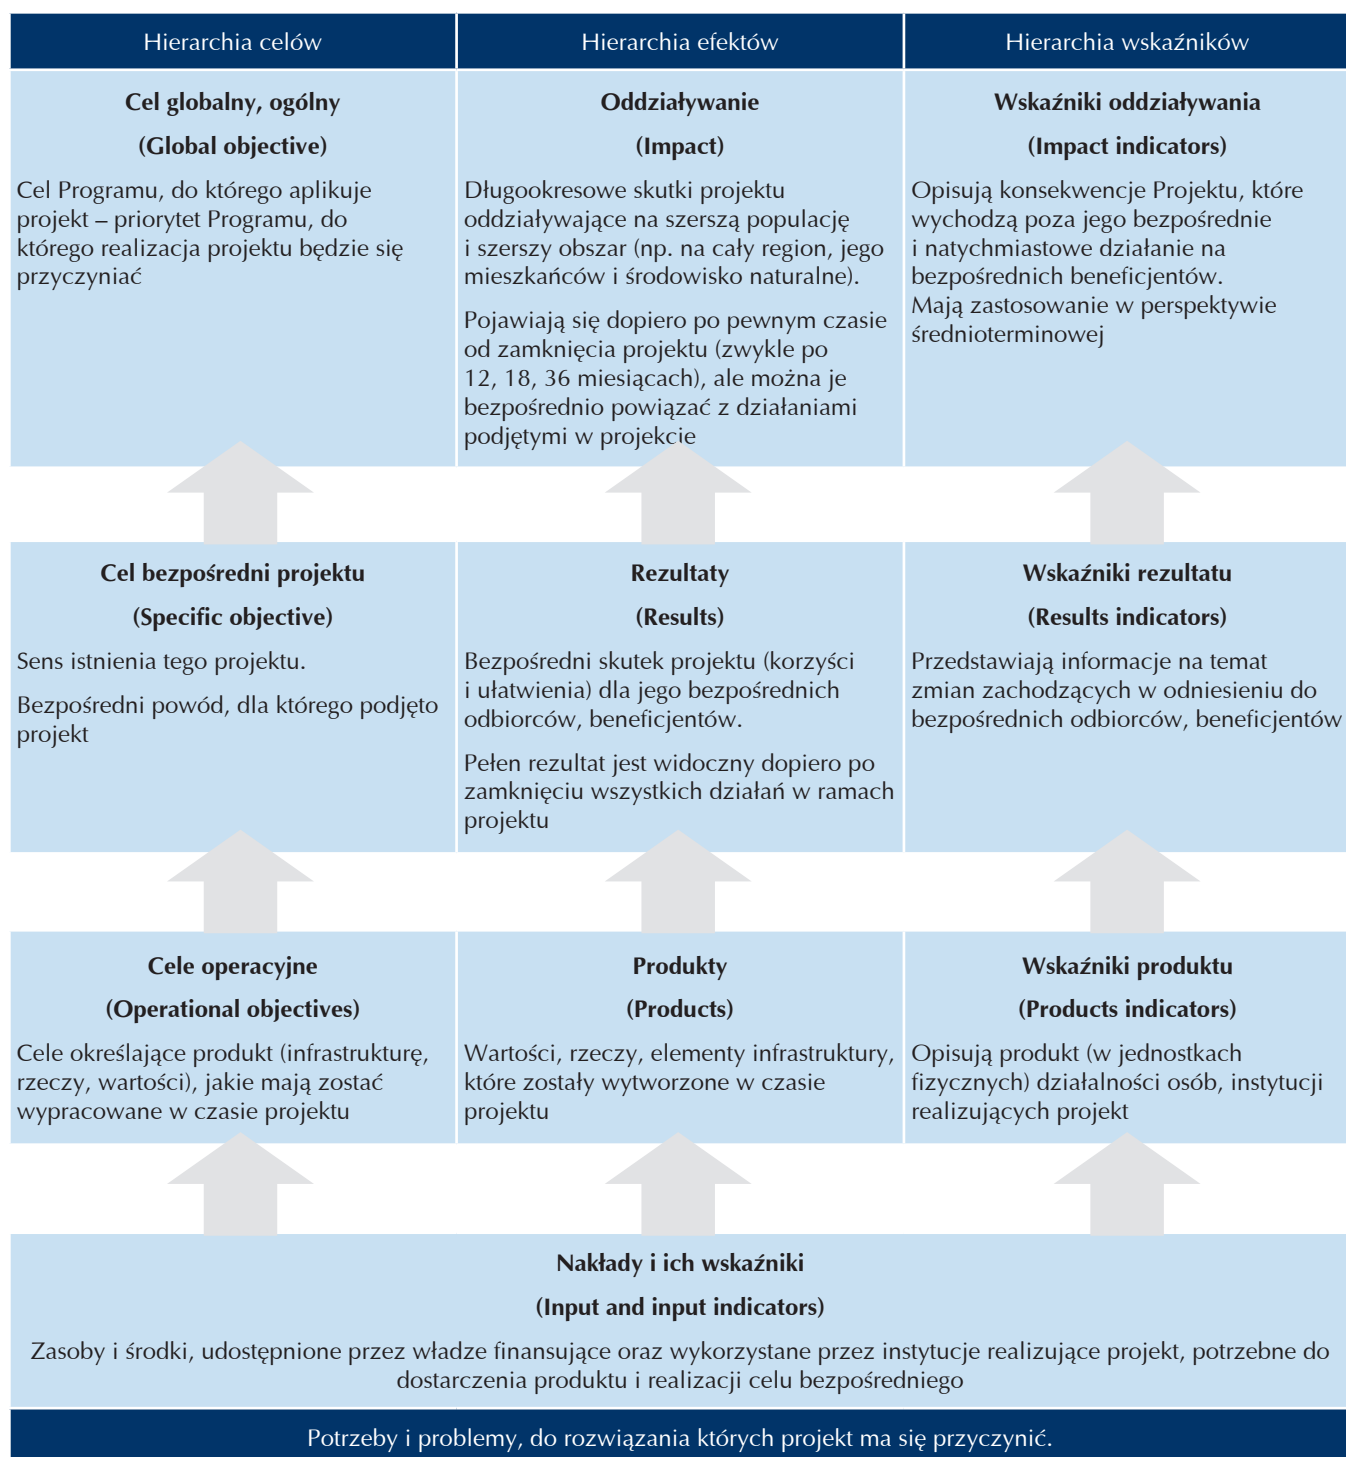 Hierarchia celów
Hierarchia efektów
Hierarchia wskaźników
Cel globalny, ogólny
(Global objective)
Cel Programu, do którego aplikuje
projekt – priorytet Programu, do
którego realizacja projektu będzie się
przyczyniać
Oddziaływanie
(Impact)
Długookresowe skutki projektu
oddziaływające na szerszą populację
i szerszy obszar (np. na cały region, jego
mieszkańców i środowisko naturalne).
Pojawiają się dopiero po pewnym czasie
od zamknięcia projektu (zwykle po
12, 18, 36 miesiącach), ale można je
bezpośrednio powiązać z działaniami
podjętymi w projekcie
Wskaźniki oddziaływania
(Impact indicators)
Opisują konsekwencje Projektu, które
wychodzą poza jego bezpośrednie
i natychmiastowe działanie na
bezpośrednich beneficjentów.
Mają zastosowanie w perspektywie
średnioterminowej
Cel bezpośredni projektu
(Specific objective)
Sens istnienia tego projektu.
Bezpośredni powód, dla którego podjęto
projekt
Rezultaty
(Results)
Bezpośredni skutek projektu (korzyści
i ułatwienia) dla jego bezpośrednich
odbiorców, beneficjentów.
Pełen rezultat jest widoczny dopiero po
zamknięciu wszystkich działań w ramach
projektu
Wskaźniki rezultatu
(Results indicators)
Przedstawiają informacje na temat
zmian zachodzących w odniesieniu do
bezpośrednich odbiorców, beneficjentów
Cele operacyjne
(Operational objectives)
Cele określające produkt (infrastrukturę,
rzeczy, wartości), jakie mają zostać
wypracowane w czasie projektu
Produkty
(Products)
Wartości, rzeczy, elementy infrastruktury,
które zostały wytworzone w czasie
projektu
Wskaźniki produktu
(Products indicators)
Opisują produkt (w jednostkach
fizycznych) działalności osób, instytucji
realizujących projekt
Nakłady i ich wskaźniki
(Input and input indicators)
Zasoby i środki, udostępnione przez władze finansujące oraz wykorzystane przez instytucje realizujące projekt, potrzebne do
dostarczenia produktu i realizacji celu bezpośredniego
Potrzeby i problemy, do rozwiązania których projekt ma się przyczynić.